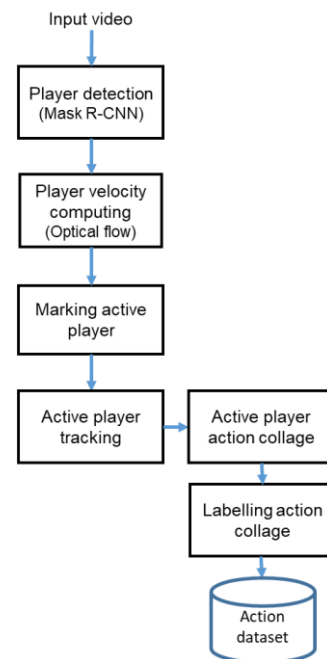 Input video
Player detection
(Mask R-CNN)
Player velocity
computing
(Optical flow)
Marking active
player
Active player
tracking
Active player
action collage
Labelling action
collage
Action
dataset